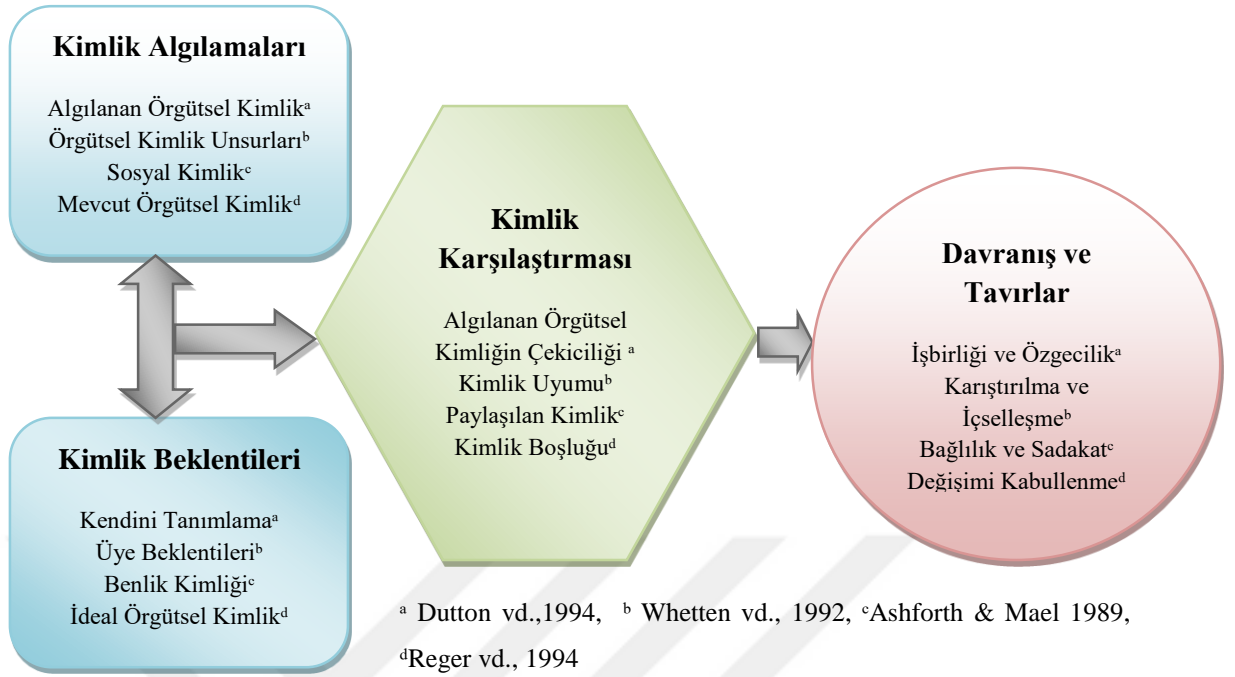 Kimlik Algılamaları
Algılanan Örgütsel Kimlikᵃ
Örgütsel Kimlik Unsurlarıᵇ
Sosyal Kimlikᶜ
Mevcut Örgütsel Kimlikᵈ
Kimlik Beklentileri
Kendini Tanımlamaᵃ
Üye Beklentileriᵇ
Benlik Kimliğiᶜ
İdeal Örgütsel Kimlikᵈ
Kimlik
Karşılaştırması
Algılanan Örgütsel
Kimliğin Çekiciliği ᵃ
Kimlik Uyumuᵇ
Paylaşılan Kimlikᶜ
Kimlik Boşluğuᵈ
Davranış ve
Tavırlar
İşbirliği ve Özgecilikᵃ
Karıştırılma ve
İçselleşmeᵇ
Bağlılık ve Sadakatᶜ
Değişimi Kabullenmeᵈ
ᵃ Dutton vd.,1994, ᵇ Whetten vd., 1992, ᶜAshforth & Mael 1989,
ᵈReger vd., 1994